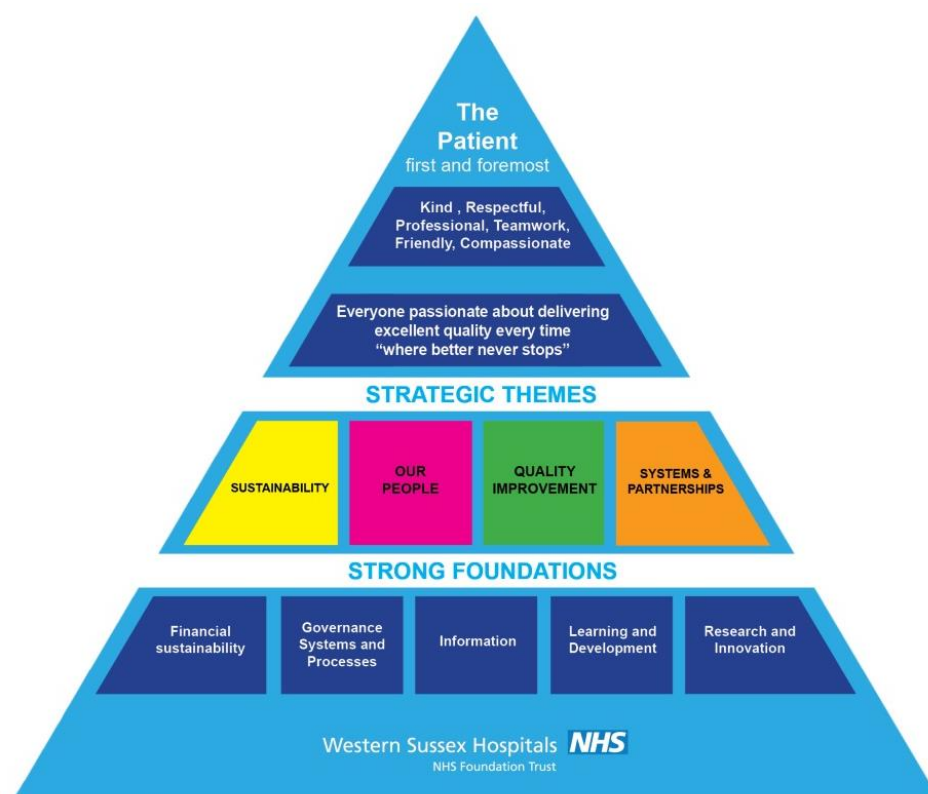 The
Patient
first and foremost
Kind , Respectful,
Professional, Teamwork,
Friendly, Compassionate
Everyone passionate about delivering
excellent quality every time
“where better never stops”
STRATEGIC THEMES
SUSTAINABILITY
OUR
PEOPLE
QUALITY
IMPROVEMENT
SYSTEMS &
PARTNERSHIPS
STRONG FOUNDATIONS
Financial
sustainability
Governance
Systems and
Processes
Information
Learning and
Development
Research and
Innovation
Western Sussex Hospitals NHS
NHS Foundation Trust